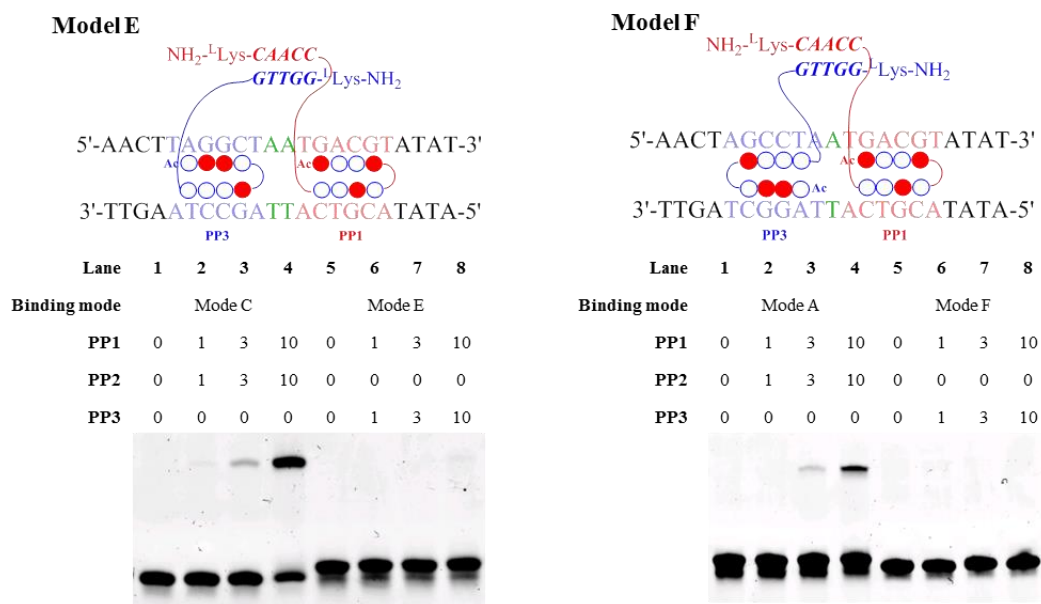 Model E
NH2-LLys-CAACC
GTTGG-LLys-NH2
5'-AACTTAGGCTAATGACGTATAT-3'
Ac Ac
3'-TTGAATCCGATTACTGCATATA-5'
PP3 PP1
Lane 1 2 3 4 5 6 7 8
Binding mode Mode C Mode E
PP1 0 1 3 10 0 1 3 10
PP2 0 1 3 10 0 0 0 0
PP3 0 0 0 0 0 1 3 10
Model F
NH2-LLys-CAACC
GTTGG-LLys-NH2
5'-AACTAGCCTAATGACGTATAT-3'
Ac
Ac
3'-TTGATCGGATTACTGCATATA-5'
PP3 PP1
Lane 1 2 3 4 5 6 7 8
Binding mode Mode A Mode F
PP1 0 1 3 10 0 1 3 10
PP2 0 1 3 10 0 0 0 0
PP3 0 0 0 0 0 1 3 10